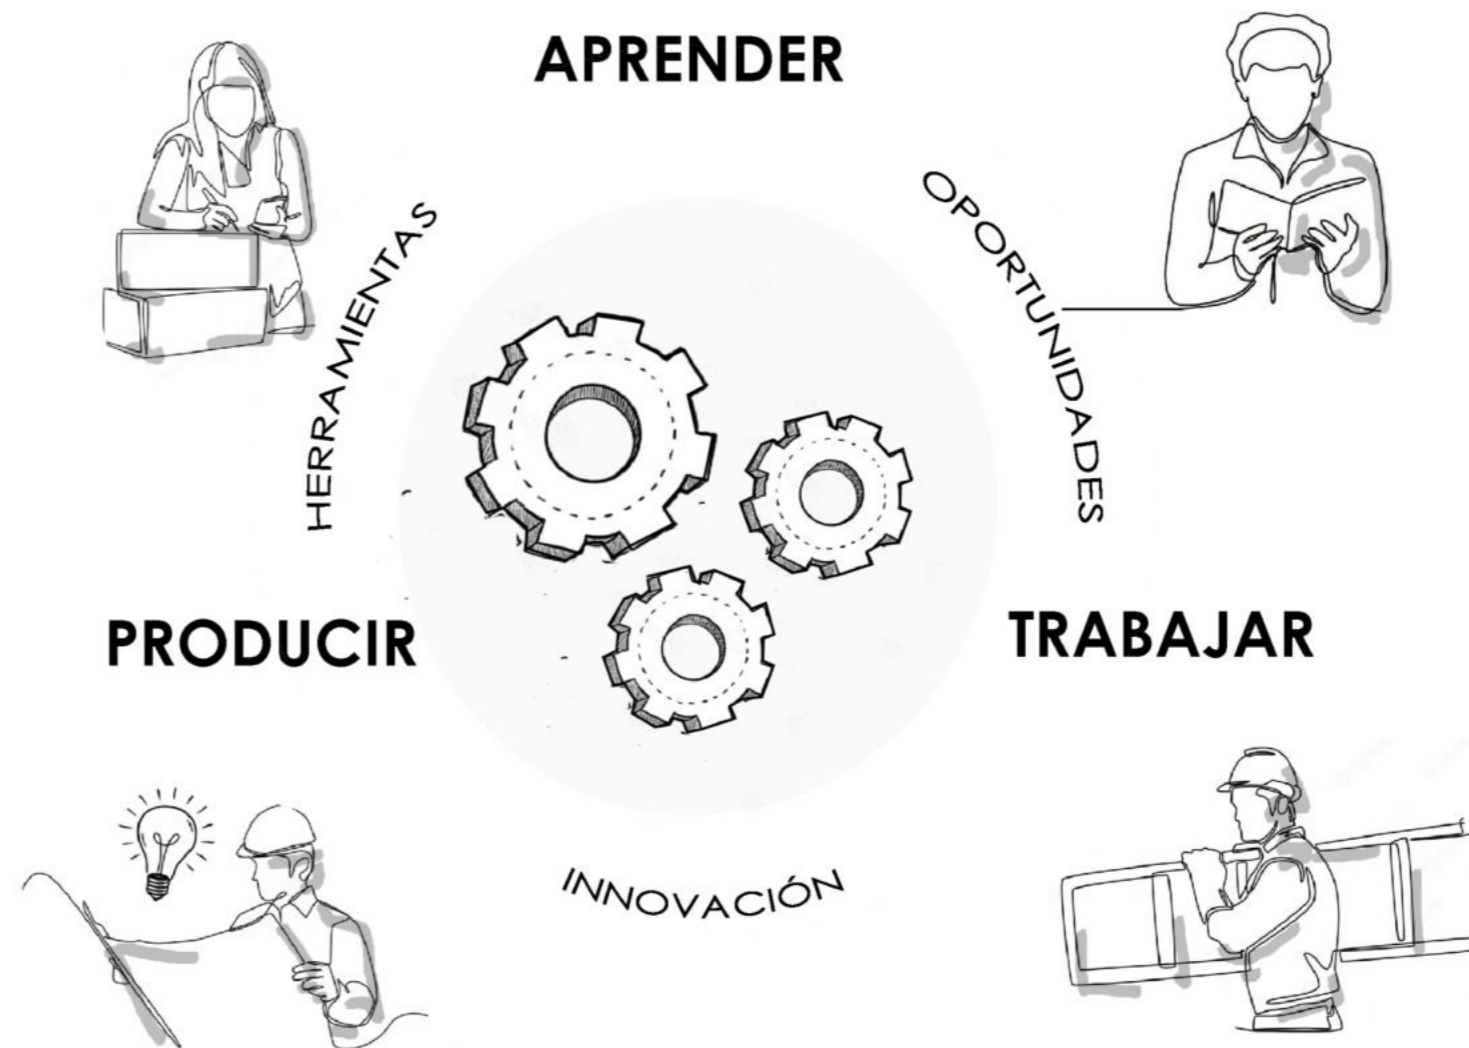 APRENDER
HERRAMIENTAS
OPORTUNIDADES
PRODUCIR
TRABAJAR
INNOVACIÓN